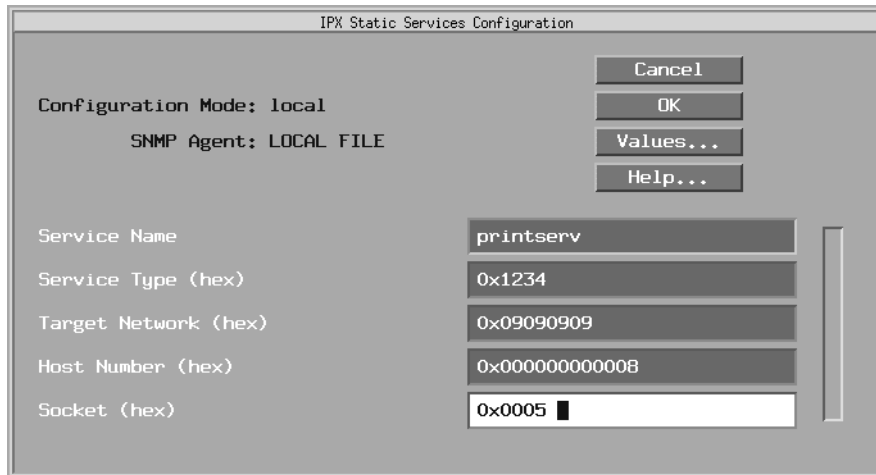 IPX Static Services Configuration
Cancel
Configuration Mode: local
OK
SNMP Agent: LOCAL FILE
Values...
Help...
Service Name printserv
Service Type (hex) 0x1234
Target Network (hex) 0x09090909
Host Number (hex) 0x000000000008
Socket (hex) 0x0005